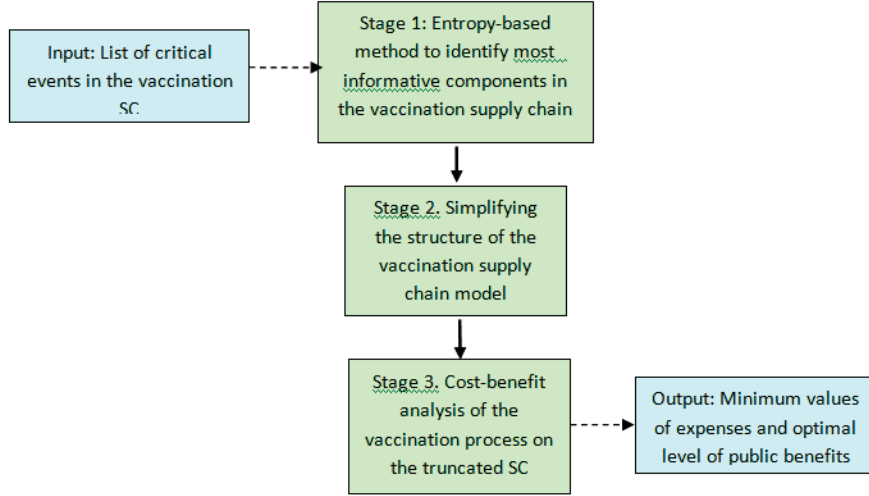 Input: List of critical
events in the vaccination
SC
Stage 1: Entropy-based
method to identify most
informative components in
the vaccination supply chain
Stage 2. Simplifying
the structure of the
vaccination supply
chain model
Stage 3. Cost-benefit
analysis of the
vaccination process on
the truncated SC
Output: Minimum values
of expenses and optimal
level of public benefits